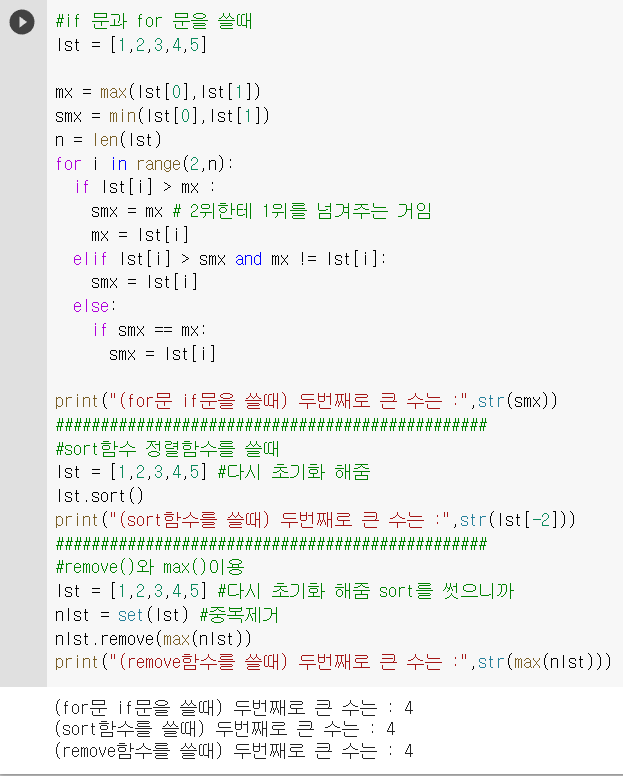 #if 문과 for 문을 쓸때
lst = [1,2,3,4,5]
mx = max(lst[0],lst[1])
smx = min(lst[0],lst[1])
n = len(lst)
for i in range(2,n):
  if lst[i] > mx :
    smx = mx # 2위한테 1위를 넘겨주는 거임
    mx = lst[i]
  elif lst[i] > smx and mx != lst[i]:
    smx = lst[i]
  else:
    if smx == mx:
      smx = lst[i]
print("(for문 if문을 쓸때) 두번째로 큰 수는 :",str(smx))
################################################
#sort함수 정렬함수를 쓸때
lst = [1,2,3,4,5] #다시 초기화 해줌
lst.sort()
print("(sort함수를 쓸때) 두번째로 큰 수는 :",str(lst[-2]))
################################################
#remove()와 max()이용
lst = [1,2,3,4,5] #다시 초기화 해줌 sort를 썻으니까
nlst = set(lst) #중복제거
nlst.remove(max(nlst))
print("(remove함수를 쓸때) 두번째로 큰 수는 :",str(max(nlst)))
(for문 if문을 쓸때) 두번째로 큰 수는 : 4
(sort함수를 쓸때) 두번째로 큰 수는 : 4
(remove함수를 쓸때) 두번째로 큰 수는 : 4